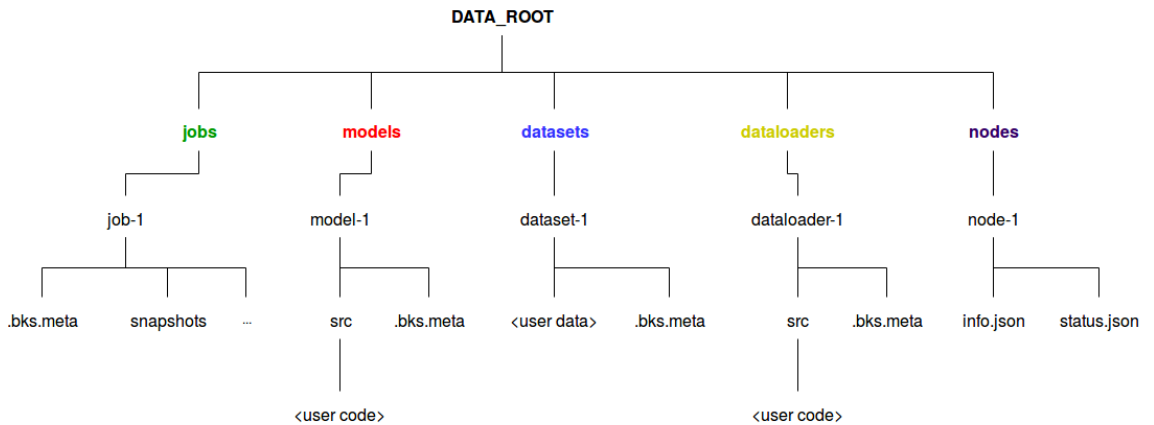 DATA_ROOT
jobs models datasets dataloaders nodes
job-1 model-1 dataset-1 dataloader-1 node-1
.bks.meta snapshots ... src .bks.meta <user data> .bks.meta src .bks.meta info.json status.json
<user code> <user code>